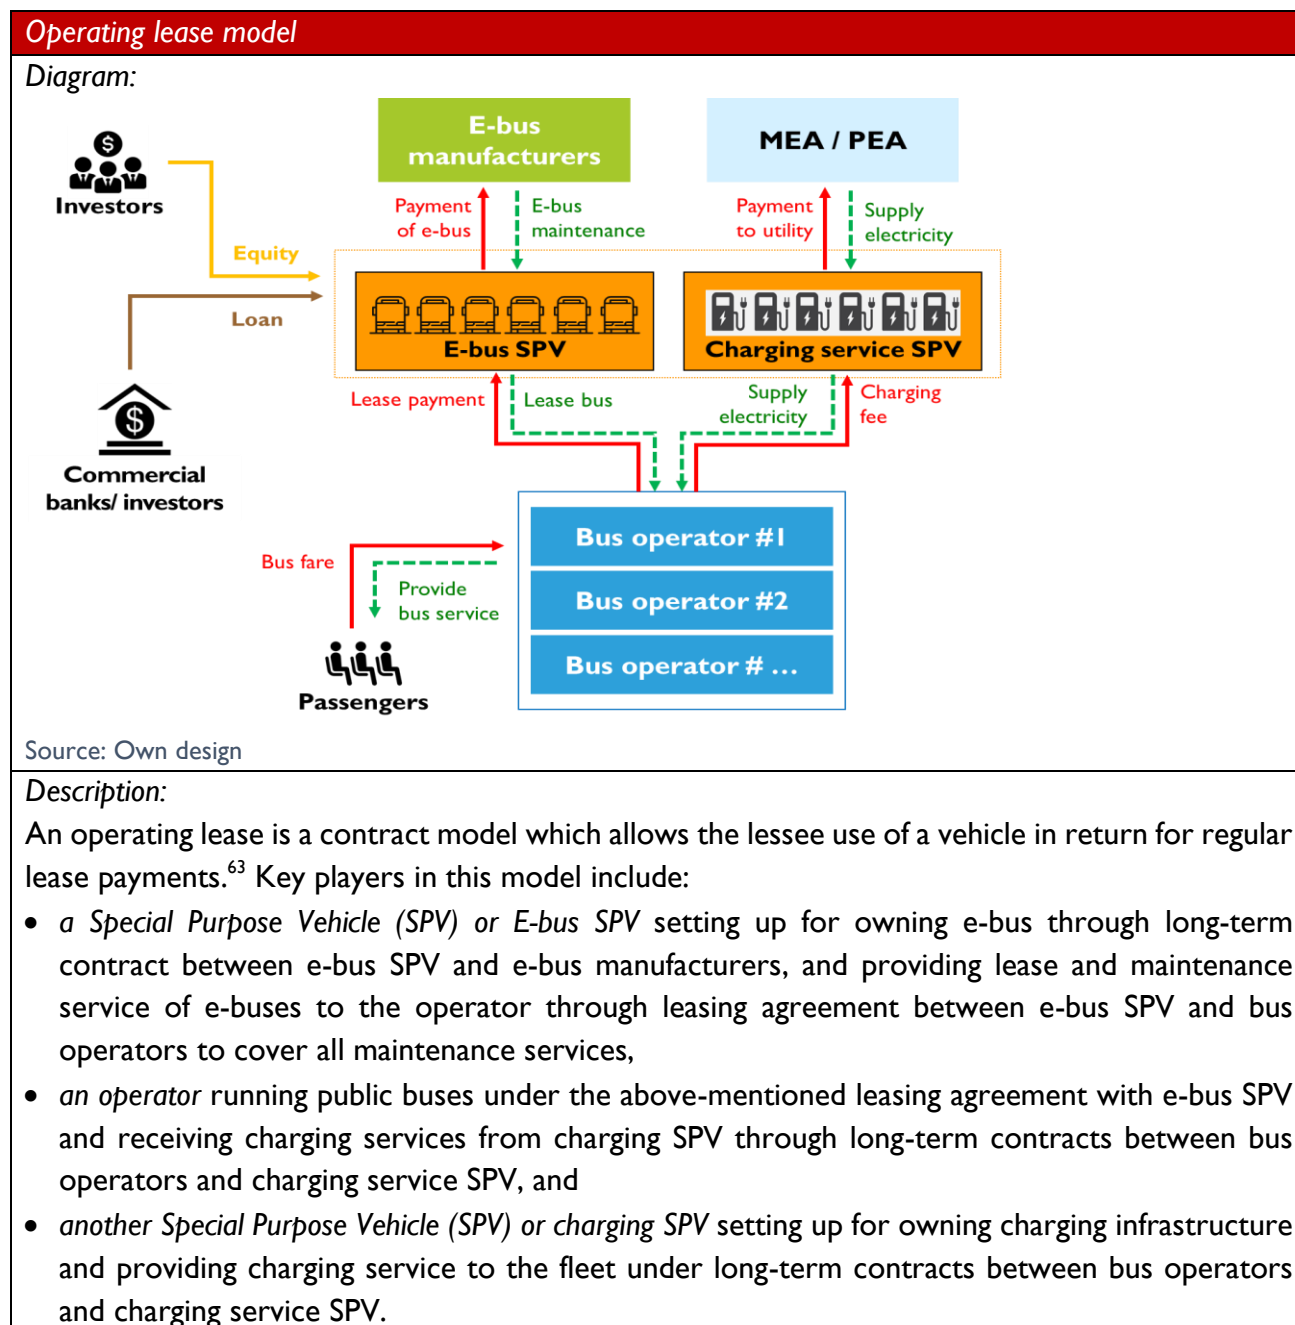 Operating lease model
Diagram:
E-bus
manufacturers
MEA / PEA
Investors
Payment
of e-bus
E-bus
maintenance
Payment
to utility
Supply
electricity
Equity
Loan
E-bus SPV
Charging service SPV
Lease payment
Lease bus
Supply
electricity
Charging
fee
Commercial
banks/ investors
Bus operator #1
Bus fare
Provide
bus service
Bus operator #2
Bus operator # ...
Passengers
Source: Own design
Description:
An operating lease is a contract model which allows the lessee use of a vehicle in return for regular
lease payments.63 Key players in this model include:
• a Special Purpose Vehicle (SPV) or E-bus SPV setting up for owning e-bus through long-term
contract between e-bus SPV and e-bus manufacturers, and providing lease and maintenance
service of e-buses to the operator through leasing agreement between e-bus SPV and bus
operators to cover all maintenance services,
• an operator running public buses under the above-mentioned leasing agreement with e-bus SPV
and receiving charging services from charging SPV through long-term contracts between bus
operators and charging service SPV, and
• another Special Purpose Vehicle (SPV) or charging SPV setting up for owning charging infrastructure
and providing charging service to the fleet under long-term contracts between bus operators
and charging service SPV.